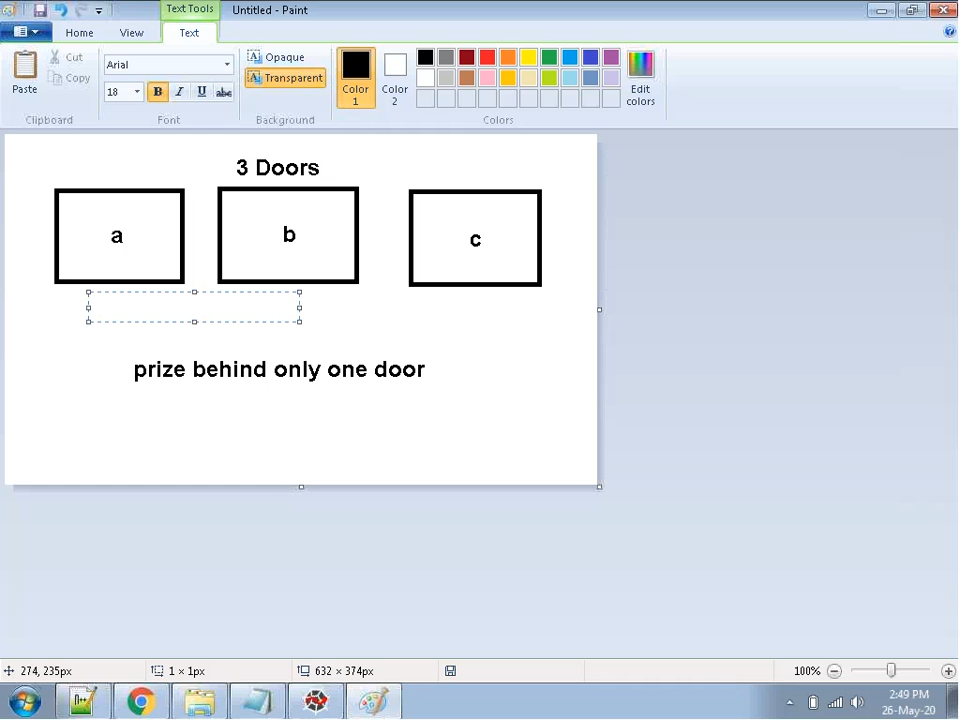 Text Tools
Untitled - Paint
Home
View
Text
Paste
Cut
Copy
Clipboard
Arial
18
B
I
U
abc
Font
Opaque
Transparent
Background
Color
1
Color
2
Edit
colors
Colors
3 Doors
a
b
c
prize behind only one door
274, 235px
1 × 1px
632 × 374px
100%
2:49 PM
26-May-20